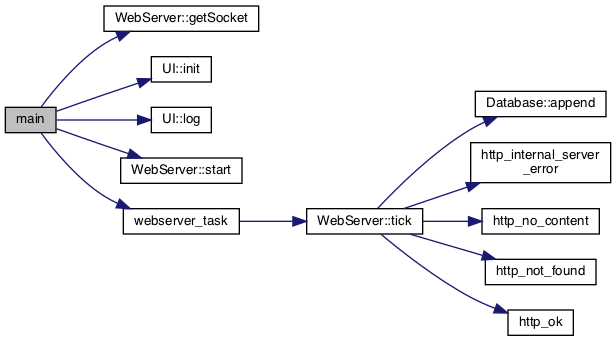 WebServer::getSocket
UI::init
main
UI::log
WebServer::start
webserver_task
WebServer::tick
Database::append
http_internal_server
_error
http_no_content
http_not_found
http_ok